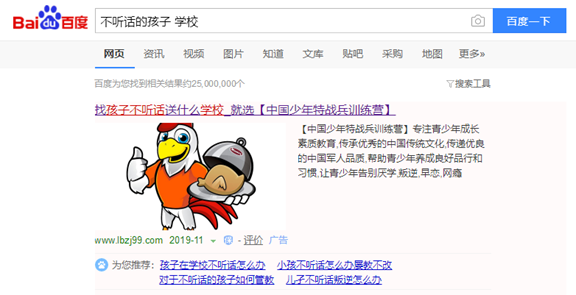 Bai du 百度 不听话的孩子 学校 百度一下
网页 资讯 视频 图片 知道 文库 贴吧 采购 地图 更多»
百度为您找到相关结果约25,000,000个 搜索工具
找孩子不听话送什么学校_就选【中国少年特战兵训练营】
【中国少年特战兵训练营】专注青少年成长
素质教育,传承优秀的中国传统文化,传递优良
的中国军人品质,帮助青少年养成良好品行和
习惯,让青少年告别厌学,叛逆,早恋,网瘾
www.lbzj99.com 2019-11 - 评价 广告
为您推荐: 孩子在学校不听话怎么办 小孩不听话怎么办屡教不改
对于不听话的孩子如何管教 儿子不听话叛逆怎么办